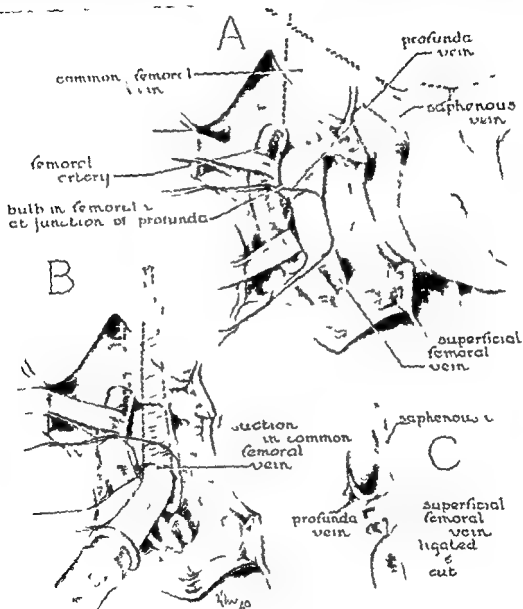 A
profunda
vein
common femoral
saphenous
vein
femoral
artery
bulb in femoral
at junction of profunda
B
superficial
femoral
vein
suction
in common
femoral
vein
saphenous
C
profunda
vein
superficial
femoral
vein
ligated
&
cut